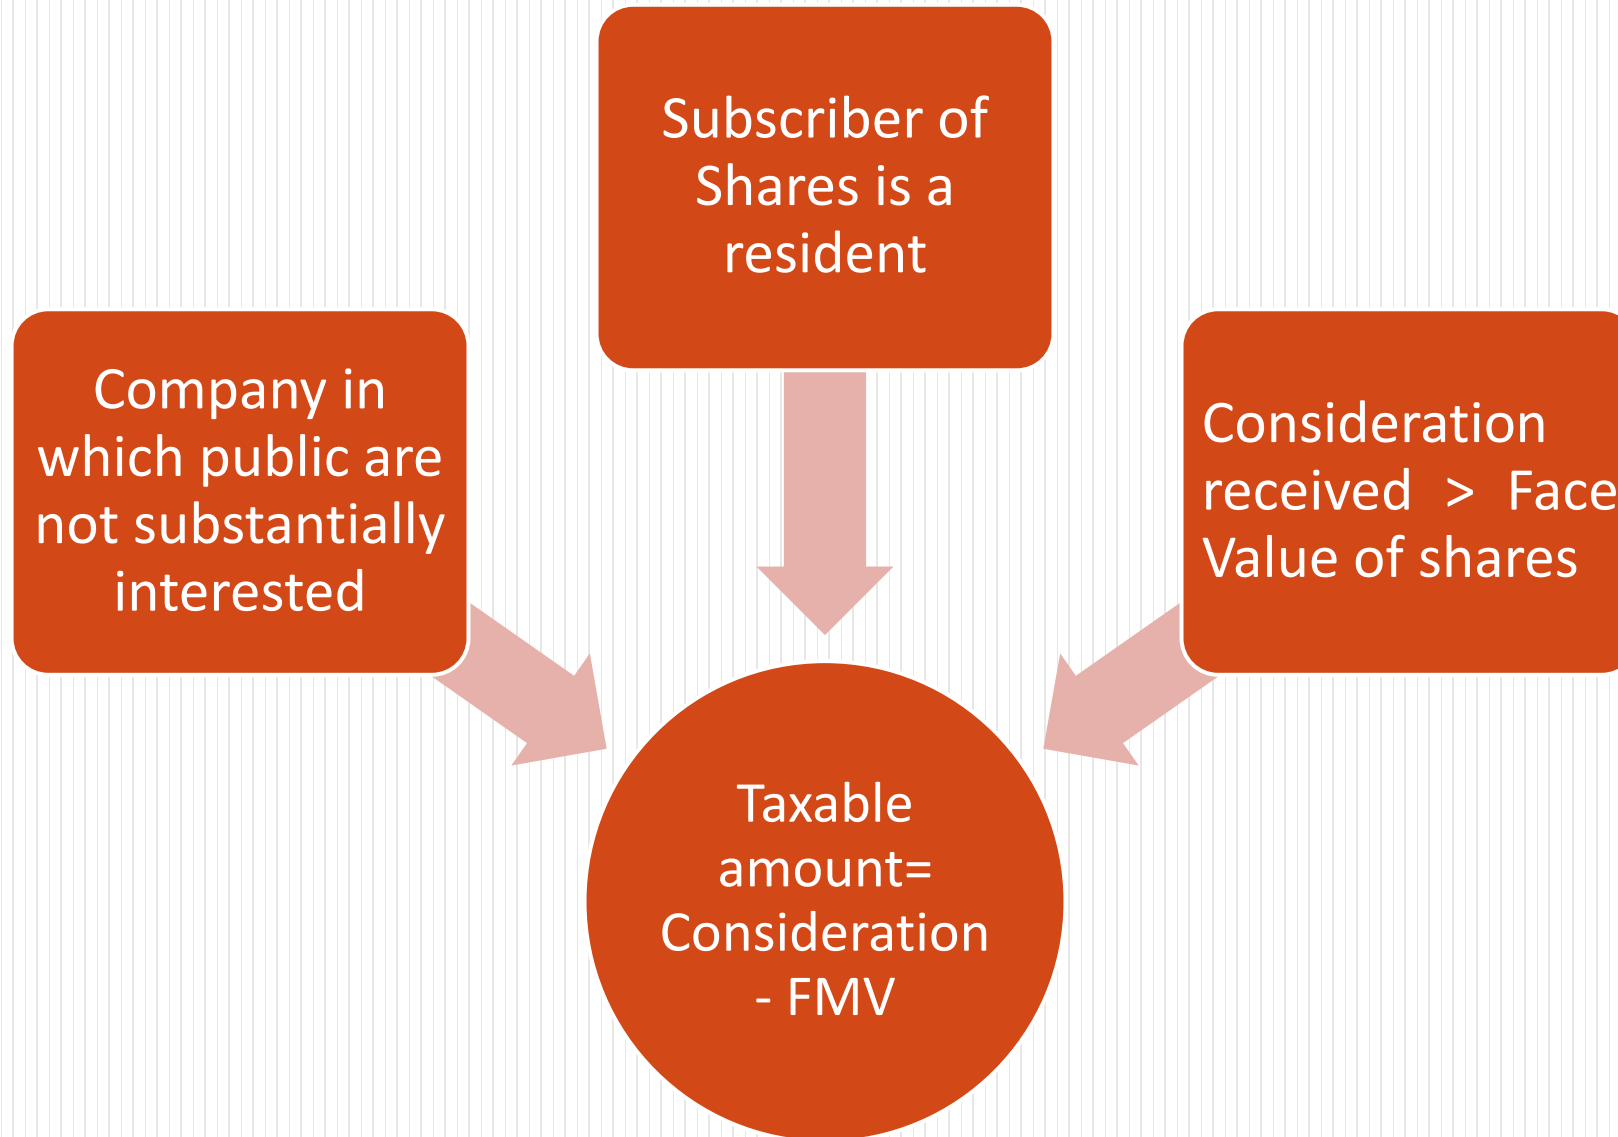 Subscriber of
Shares is a
resident
Company in
which public are
not substantially
interested
Consideration
received > Face
Value of shares
Taxable
amount=
Consideration
- FMV